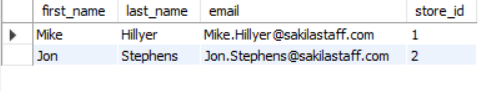 first_name last_name email store_id
Mike Hillyer Mike.Hillyer@sakilastaff.com 1
Jon Stephens Jon.Stephens@sakilastaff.com 2